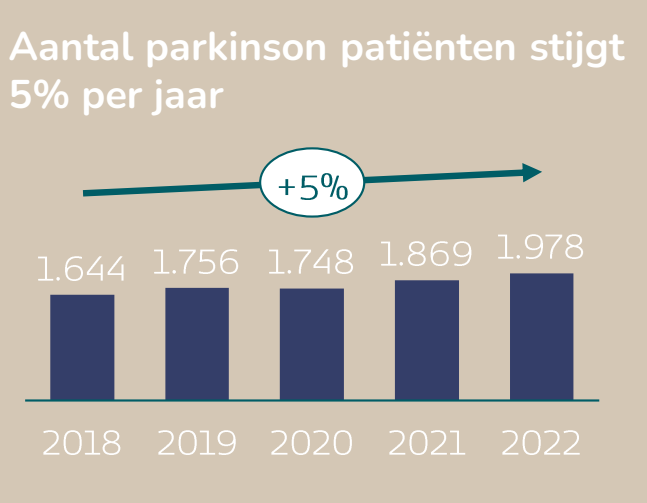 Aantal parkinson patiënten stijgt
5% per jaar
+5%
1.644 1.756 1.748 1.869 1.978
2018 2019 2020 2021 2022